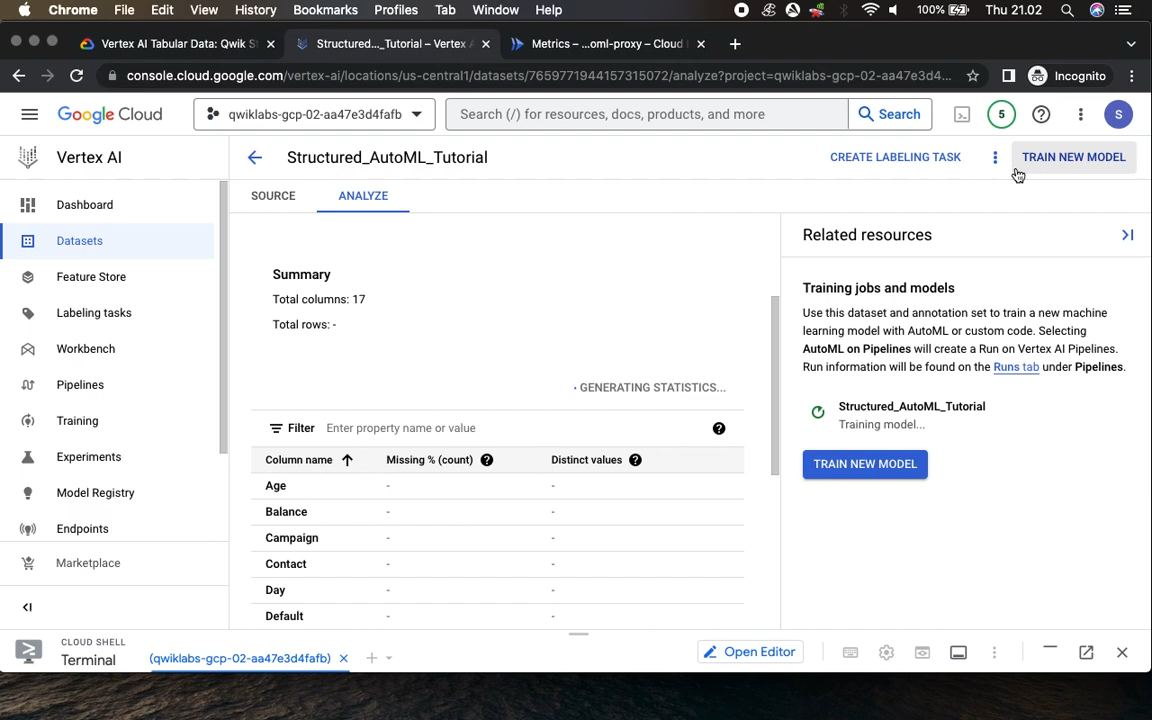 Chrome File Edit View History Bookmarks Profiles Tab Window Help 100% Thu 21.02
Vertex AI Tabular Data: Qwik S
Structured..._Tutorial – Vertex A
Metrics – ...oml-proxy – Cloud
console.cloud.google.com/vertex-ai/locations/us-central1/datasets/7659771944157315072/analyze?project=qwiklabs-gcp-02-aa47e3d4... Incognito
Google Cloud qwiklabs-gcp-02-aa47e3d4fafb Search (/) for resources, docs, products, and more Search 5 S
Vertex AI
Structured_AutoML_Tutorial CREATE LABELING TASK TRAIN NEW MODEL
Dashboard
Datasets
Feature Store
Labeling tasks
Workbench
Pipelines
Training
Experiments
Model Registry
Endpoints
Marketplace
SOURCE ANALYZE
Summary
Total columns: 17
Total rows: -
• GENERATING STATISTICS...
Filter Enter property name or value
Column name Missing % (count) Distinct values
Age - -
Balance - -
Campaign - -
Contact - -
Day - -
Default - -
Related resources
Training jobs and models
Use this dataset and annotation set to train a new machine
learning model with AutoML or custom code. Selecting
AutoML on Pipelines will create a Run on Vertex AI Pipelines.
Run information will be found on the Runs tab under Pipelines.
Structured_AutoML_Tutorial
Training model...
TRAIN NEW MODEL
CLOUD SHELL
Terminal (qwiklabs-gcp-02-aa47e3d4fafb) Open Editor